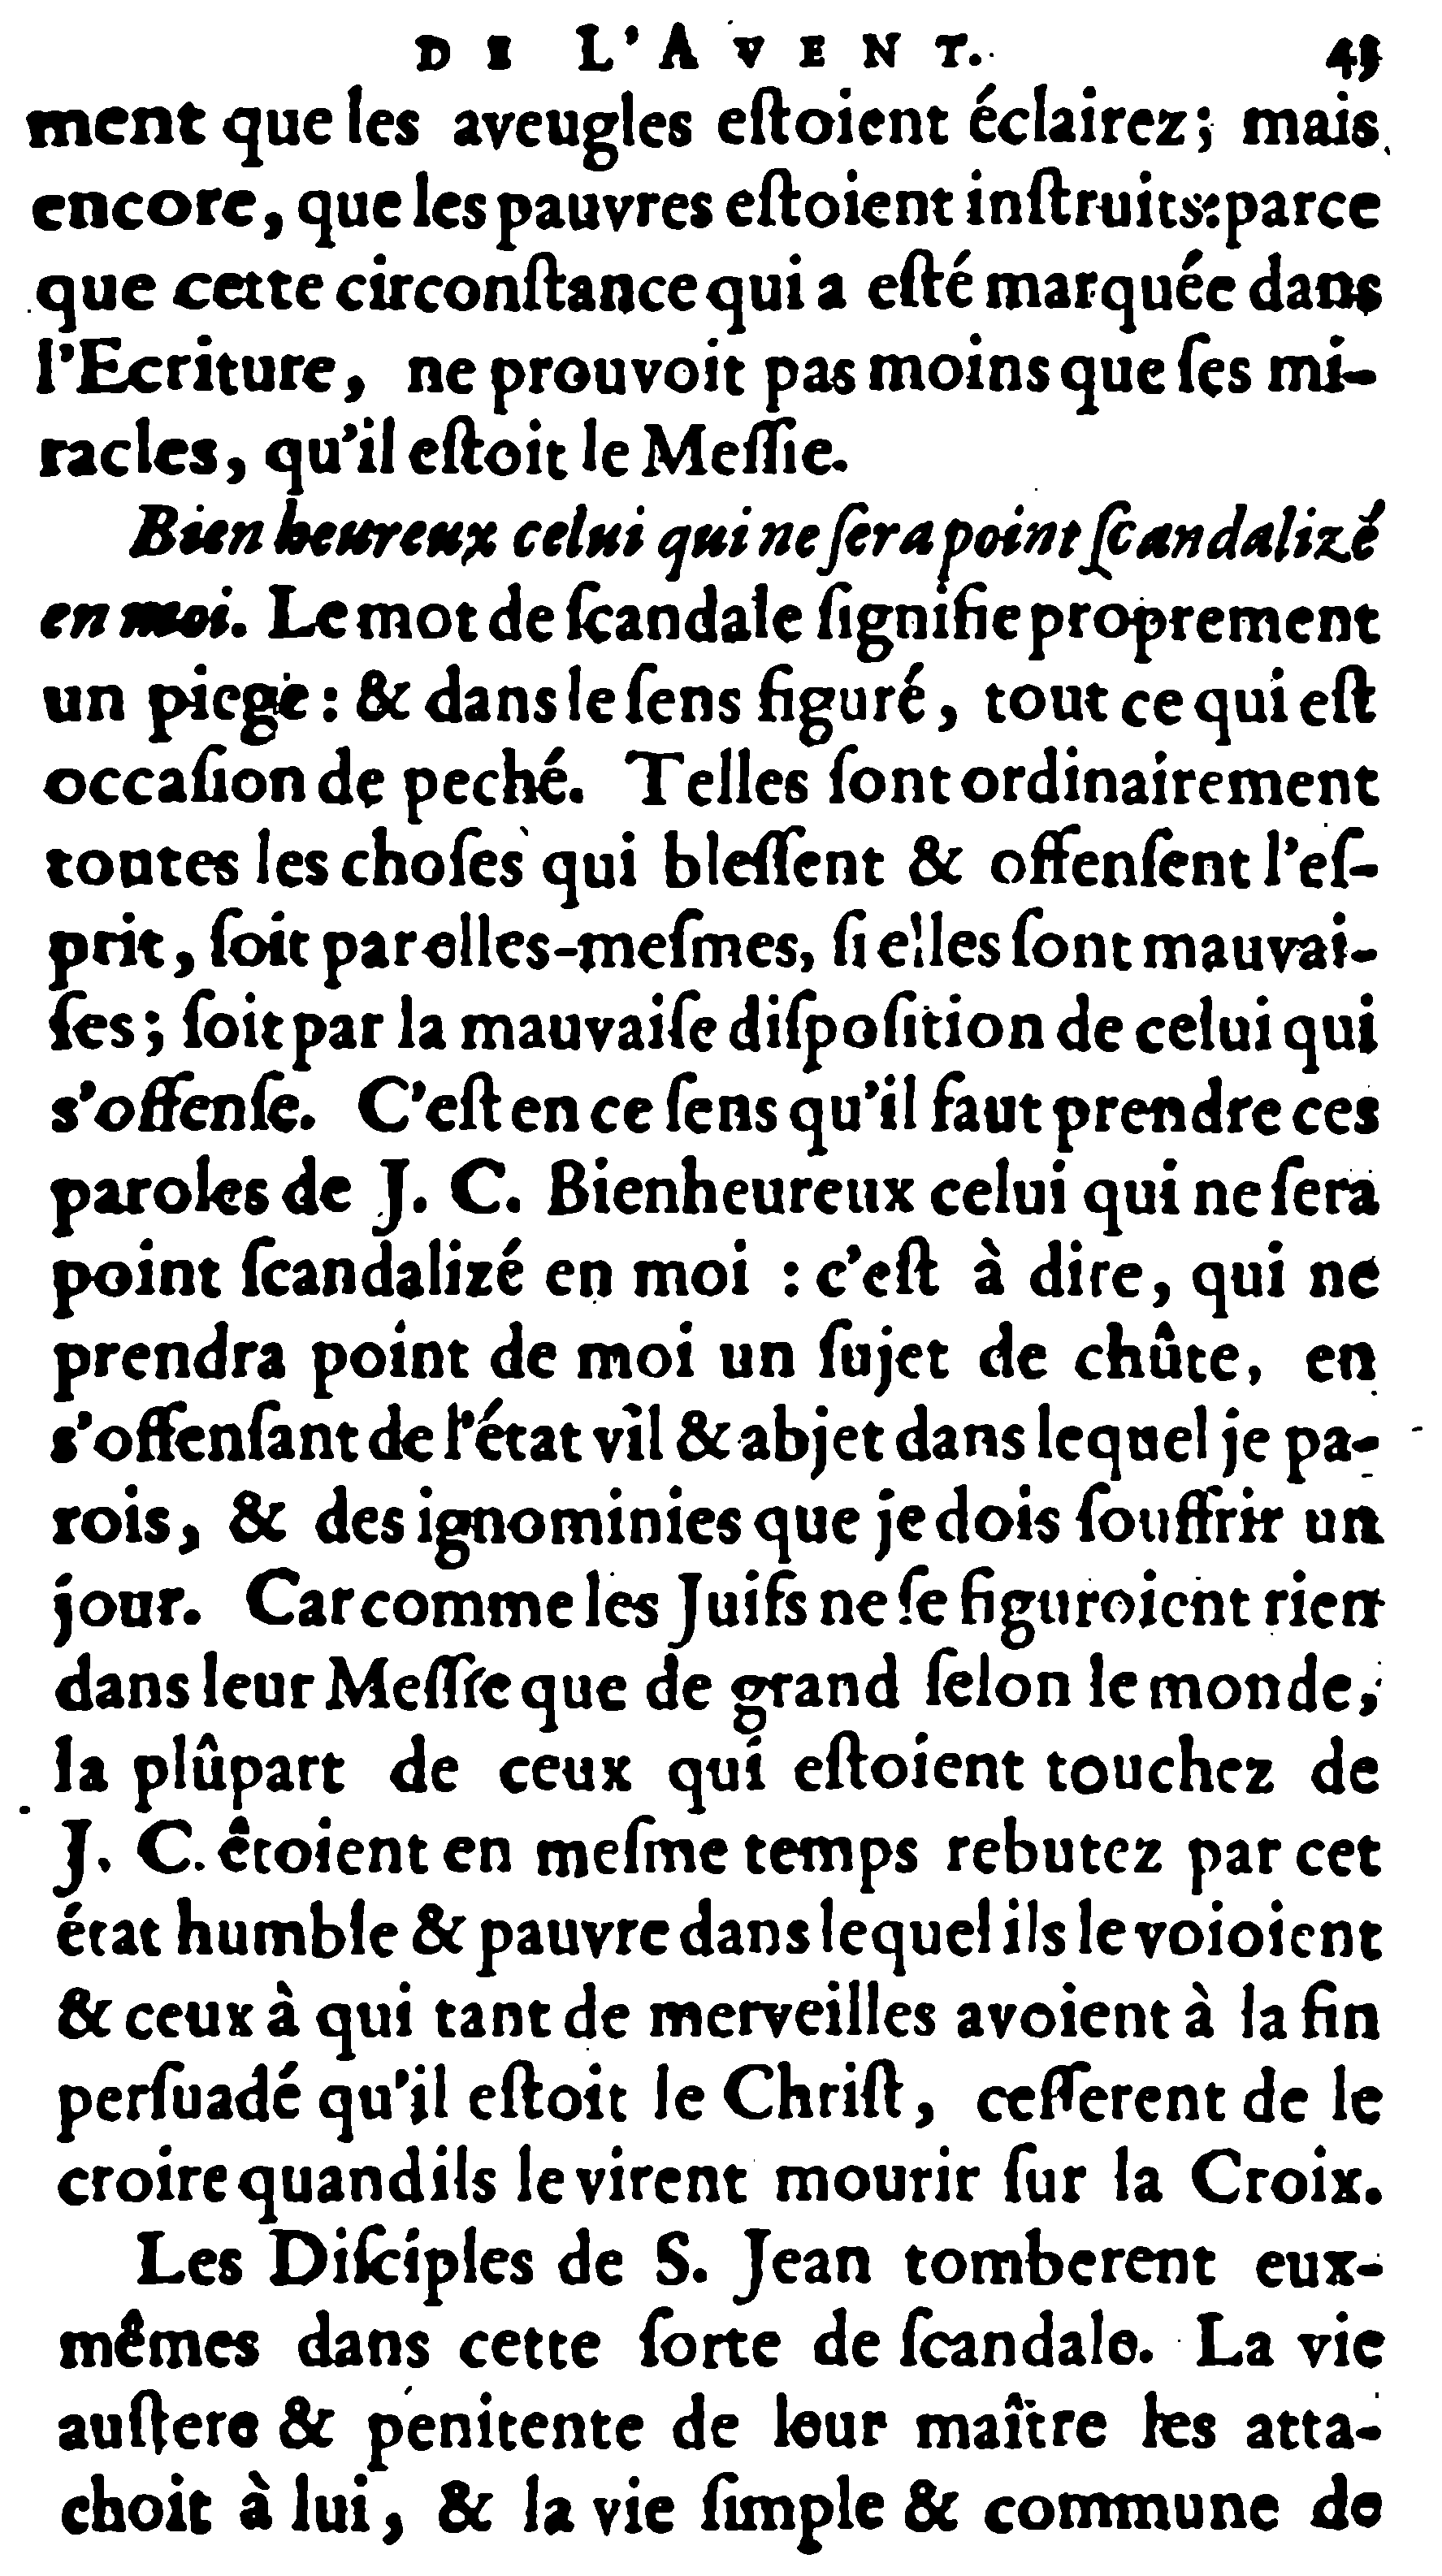 DE L'AVENT. 45
ment que les aveugles eſtoient éclairez; mais
encore, que les pauvres eſtoient inſtruits: parce
que cette circonſtance qui a eſté marquée dans
l'Ecriture, ne prouvoit pas moins que ſes mi-
racles, qu'il eſtoit le Meſſie.
Bien heureux celui qui ne ſera point ſcandalizé
en moi. Le mot de ſcandale ſignifie proprement
un piege: & dans le ſens figuré, tout ce qui eſt
occaſion de peché. Telles ſont ordinairement
toutes les choſes qui bleſſent & offenſent l'eſ-
prit, ſoit par elles-meſmes, ſi elles ſont mauvai-
ſes; ſoit par la mauvaiſe diſpoſition de celui qui
s'offenſe. C'eſt en ce ſens qu'il faut prendre ces
paroles de J. C. Bienheureux celui qui ne ſera
point ſcandalizé en moi : c'eſt à dire, qui ne
prendra point de moi un ſujet de chûte, en
s'offenſant de l'état vil & abjet dans lequel je pa-
rois, & des ignominies que je dois ſouffrir un
jour. Car comme les Juifs ne ſe figuroient rien
dans leur Meſſie que de grand ſelon le monde,
la plûpart de ceux qui eſtoient touchez de
J. C. étoient en meſme temps rebutez par cet
état humble & pauvre dans lequel ils le voioient
& ceux à qui tant de merveilles avoient à la fin
perſuadé qu'il eſtoit le Chriſt, ceſſerent de le
croire quand ils le virent mourir ſur la Croix.
Les Diſciples de S. Jean tomberent eux-
mêmes dans cette ſorte de ſcandale. La vie
auſtere & penitente de leur maître les atta-
choit à lui, & la vie ſimple & commune de